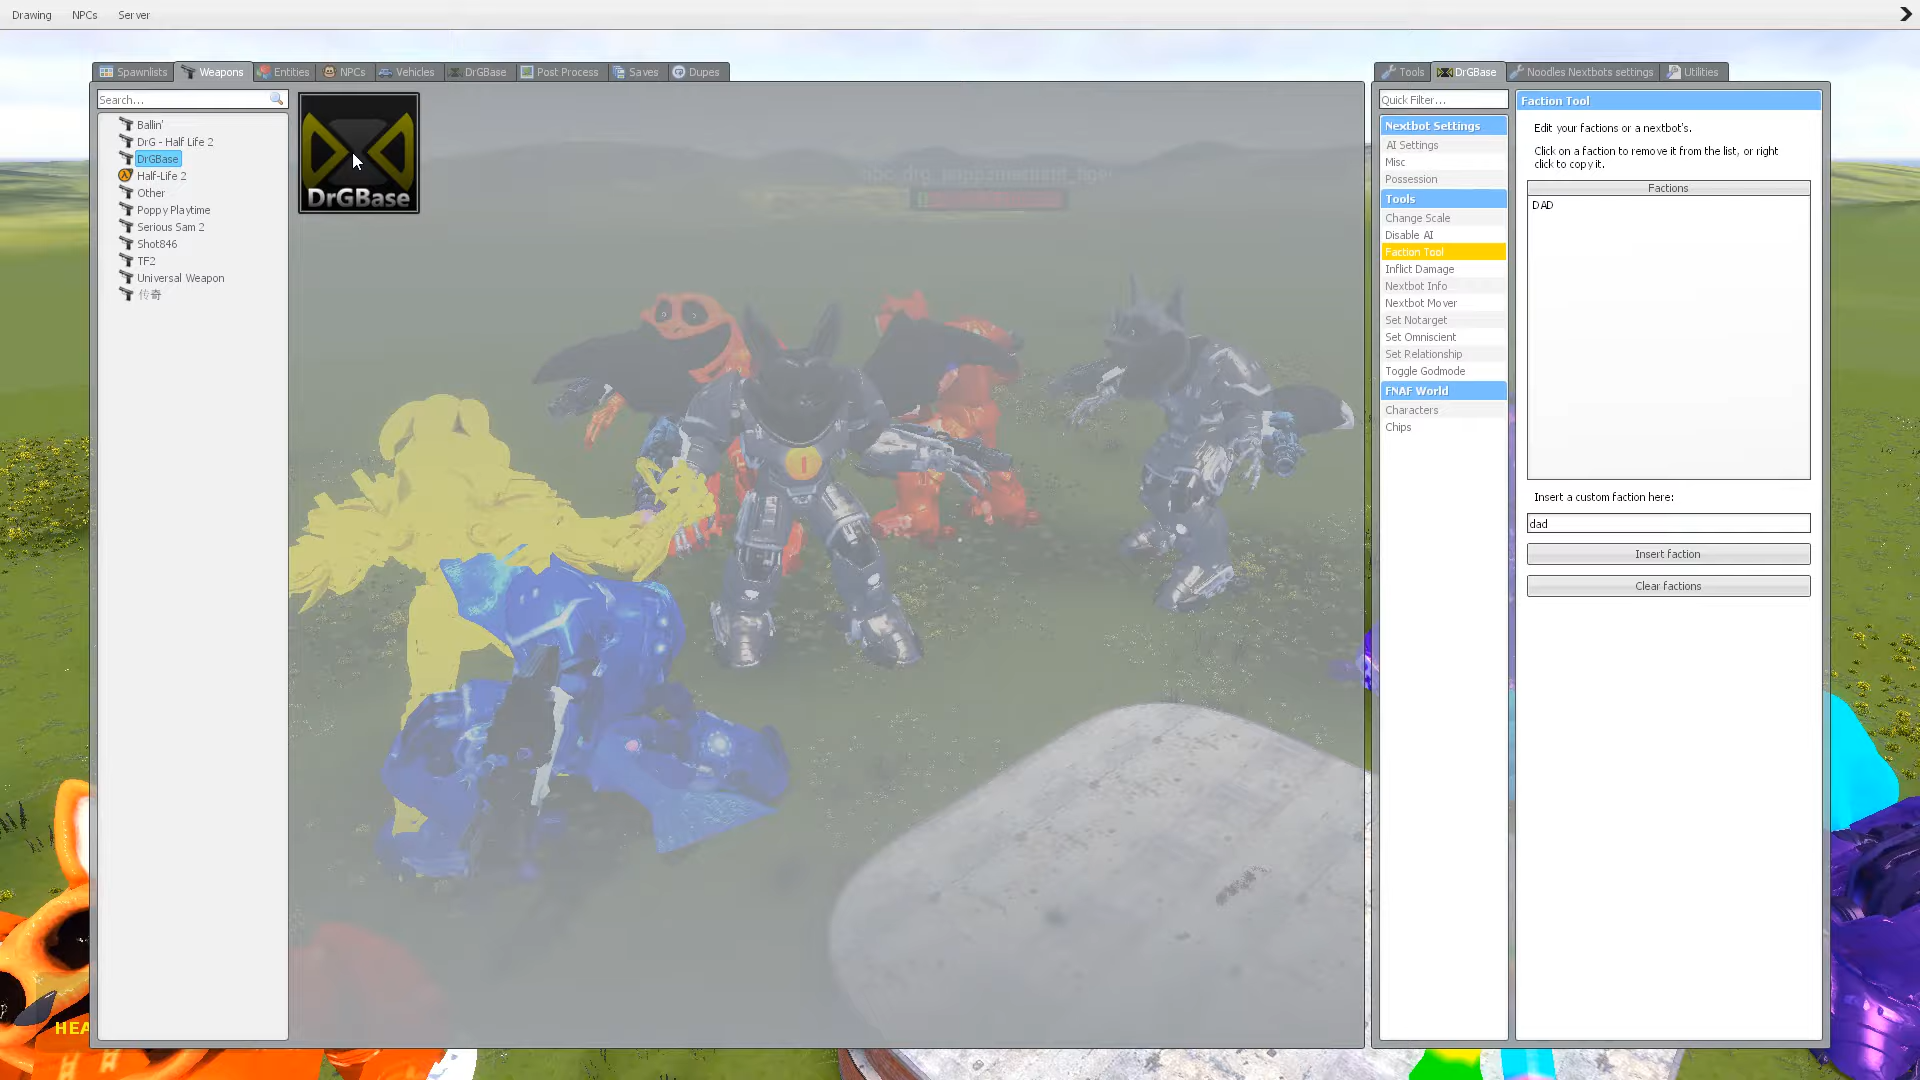 Drawing NPCs Server
Spawnlists Weapons Entities NPCs Vehicles DrGBase Post Process Saves Dupes
Search...
Ballin'
DrG - Half Life 2
DrGBase
Half-Life 2
Other
Poppy Playtime
Serious Sam 2
Shot846
TF2
Universal Weapon
传奇
DrGBase
1
HEA
Tools DrGBase Noodles Nextbots settings Utilities
Quick Filter...
Nextbot Settings
AI Settings
Misc
Possession
Tools
Change Scale
Disable AI
Faction Tool
Inflict Damage
Nextbot Info
Nextbot Mover
Set Notarget
Set Omniscient
Set Relationship
Toggle Godmode
FNAF World
Characters
Chips
Faction Tool
Edit your factions or a nextbot's.
Click on a faction to remove it from the list, or right
click to copy it.
Factions
DAD
Insert a custom faction here:
dad
Insert faction
Clear factions